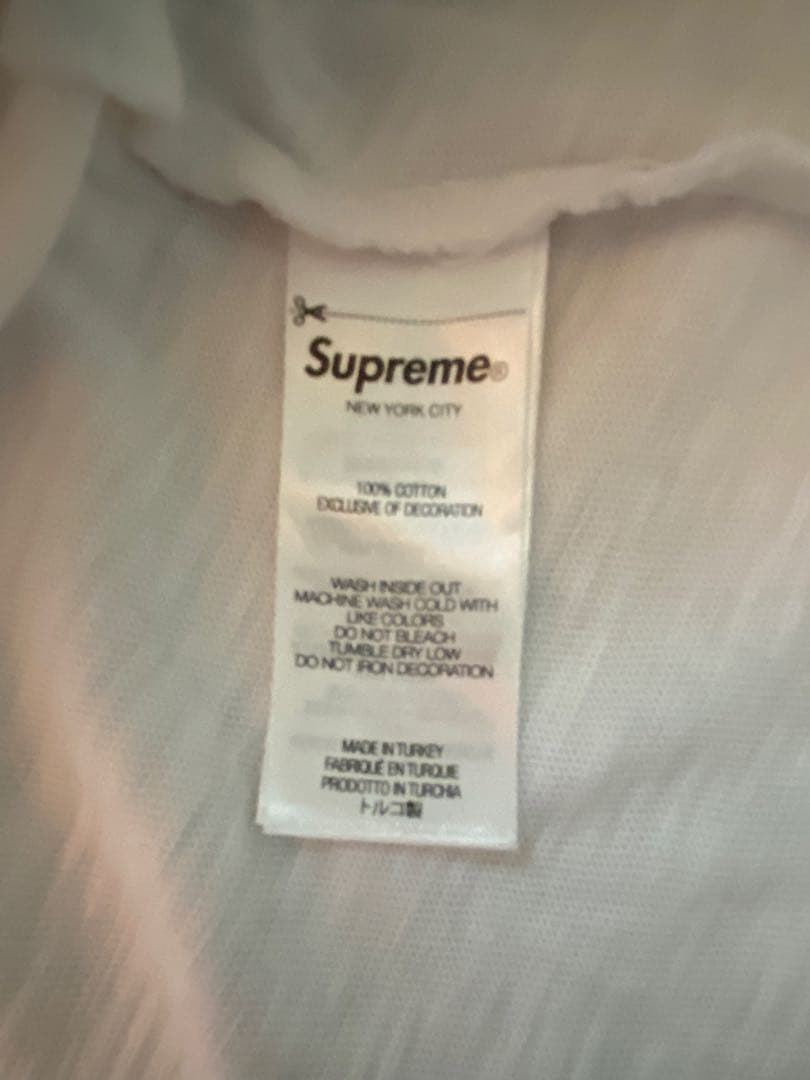 Supreme®
NEW YORK CITY
100% COTTON
EXCLUSIVE OF DECORATION
WASH INSIDE OUT
MACHINE WASH COLD WITH
LIKE COLORS
DO NOT BLEACH
TUMBLE DRY LOW
DO NOT IRON DECORATION
MADE IN TURKEY
FABRIQUÉ EN TURQUIE
PRODOTTO IN TURCHIA
トルコ製